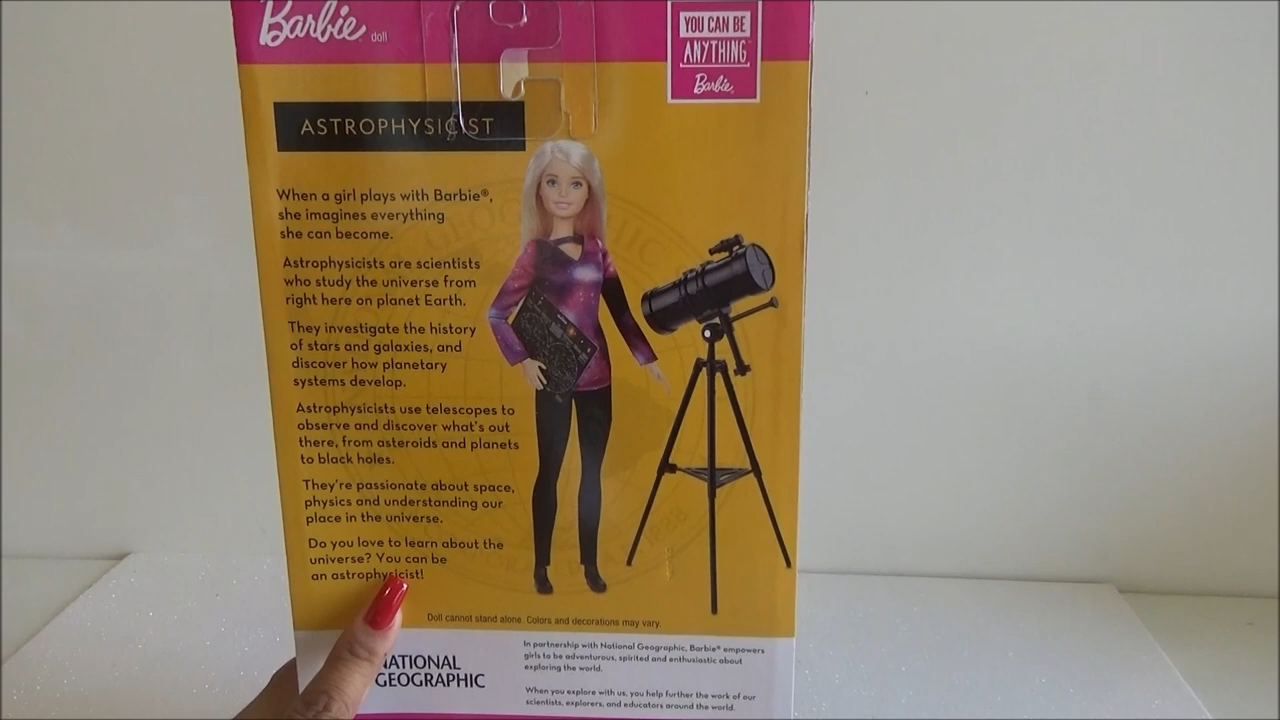 Barbie doll
YOU CAN BE
ANYTHING
Barbie
ASTROPHYSICIST
When a girl plays with Barbie®,
she imagines everything
she can become.
Astrophysicists are scientists
who study the universe from
right here on planet Earth.
They investigate the history
of stars and galaxies, and
discover how planetary
systems develop.
Astrophysicists use telescopes to
observe and discover what's out
there, from asteroids and planets
to black holes.
They're passionate about space,
physics and understanding our
place in the universe.
Do you love to learn about the
universe? You can be
an astrophysicist!
Doll cannot stand alone. Colors and decorations may vary.
NATIONAL
GEOGRAPHIC
In partnership with National Geographic, Barbie® empowers
girls to be adventurous, spirited and enthusiastic about
exploring the world.
When you explore with us, you help further the work of our
scientists, explorers, and educators around the world.